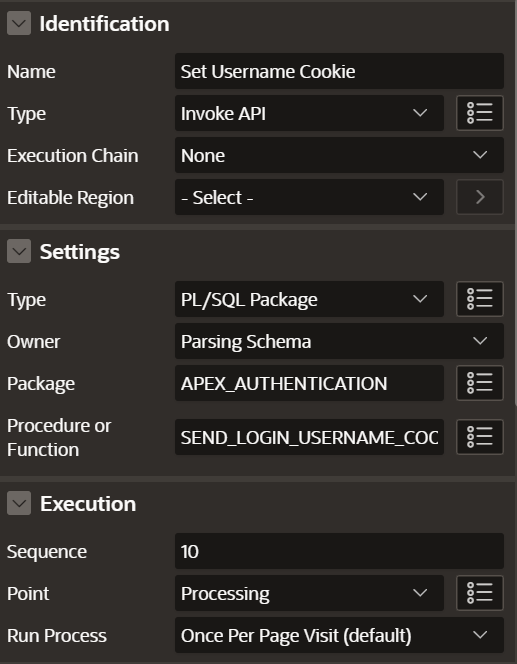 Identification
Name Set Username Cookie
Type Invoke API
Execution Chain None
Editable Region - Select -
Settings
Type PL/SQL Package
Owner Parsing Schema
Package APEX_AUTHENTICATION
Procedure or
Function SEND_LOGIN_USERNAME_COO
Execution
Sequence 10
Point Processing
Run Process Once Per Page Visit (default)